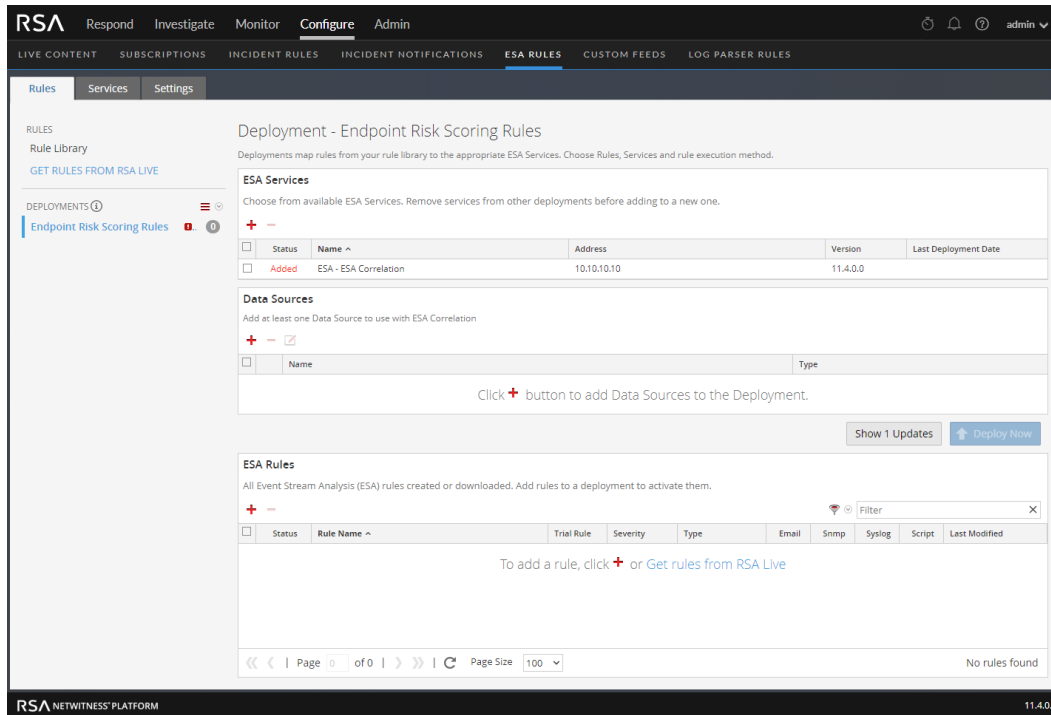 RSA Respond Investigate Monitor Configure Admin admin
LIVE CONTENT SUBSCRIPTIONS INCIDENT RULES INCIDENT NOTIFICATIONS ESA RULES CUSTOM FEEDS LOG PARSER RULES
Rules Services Settings
RULES
Rule Library
GET RULES FROM RSA LIVE
DEPLOYMENTS
Endpoint Risk Scoring Rules 0
Deployment - Endpoint Risk Scoring Rules
Deployments map rules from your rule library to the appropriate ESA Services. Choose Rules, Services and rule execution method.
ESA Services
Choose from available ESA Services. Remove services from other deployments before adding to a new one.
Status Name Address Version Last Deployment Date
Added ESA - ESA Correlation 10.10.10.10 11.4.0.0
Data Sources
Add at least one Data Source to use with ESA Correlation
Name Type
Click + button to add Data Sources to the Deployment.
Show 1 Updates Deploy Now
ESA Rules
All Event Stream Analysis (ESA) rules created or downloaded. Add rules to a deployment to activate them.
Filter
Status Rule Name Trial Rule Severity Type Email Snmp Syslog Script Last Modified
To add a rule, click + or Get rules from RSA Live
Page 0 of 0 Page Size 100 No rules found
RSA NETWITNESS® PLATFORM 11.4.0.